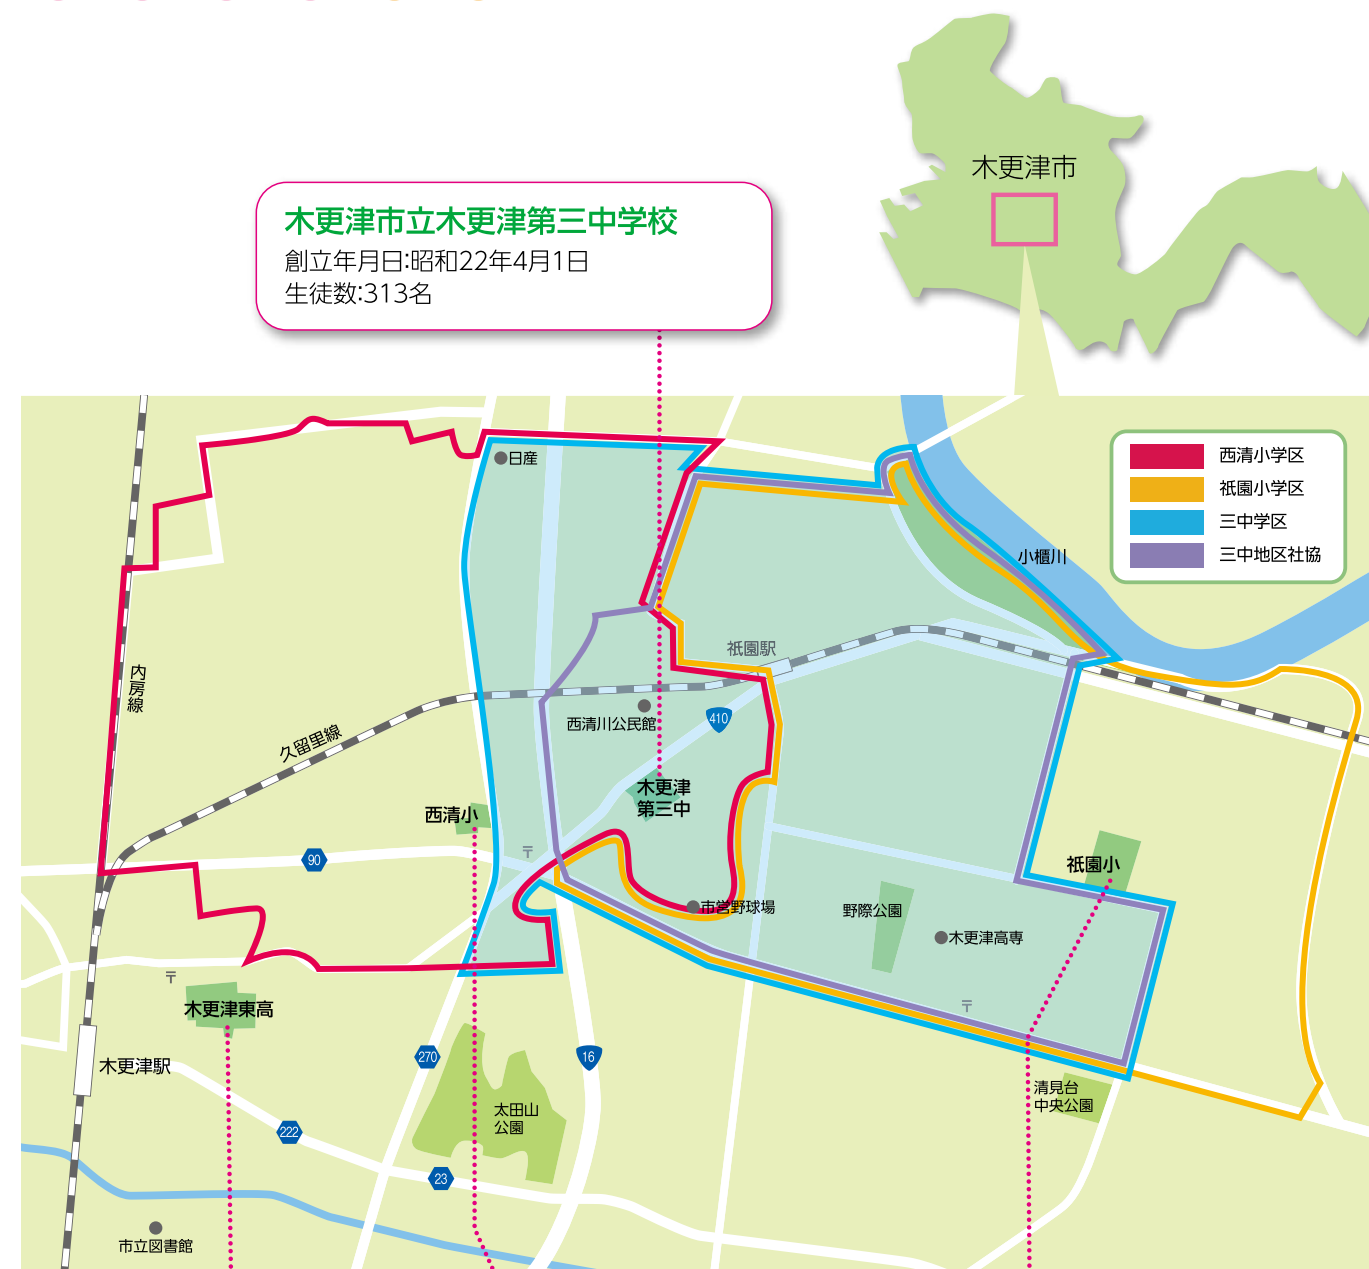 木更津市
木更津市立木更津第三中学校
創立年月日:昭和22年4月1日
生徒数:313名
西清小学区
祇園小学区
三中学区
三中地区社協
日産
小櫃川
祇園駅
内房線
久留里線
西清川公民館
410
木更津
第三中
西清小
〒
90
祇園小
市営野球場
野際公園
木更津高専
〒
〒
木更津東高
木更津駅
270
16
清見台
中央公園
太田山
公園
222
23
市立図書館